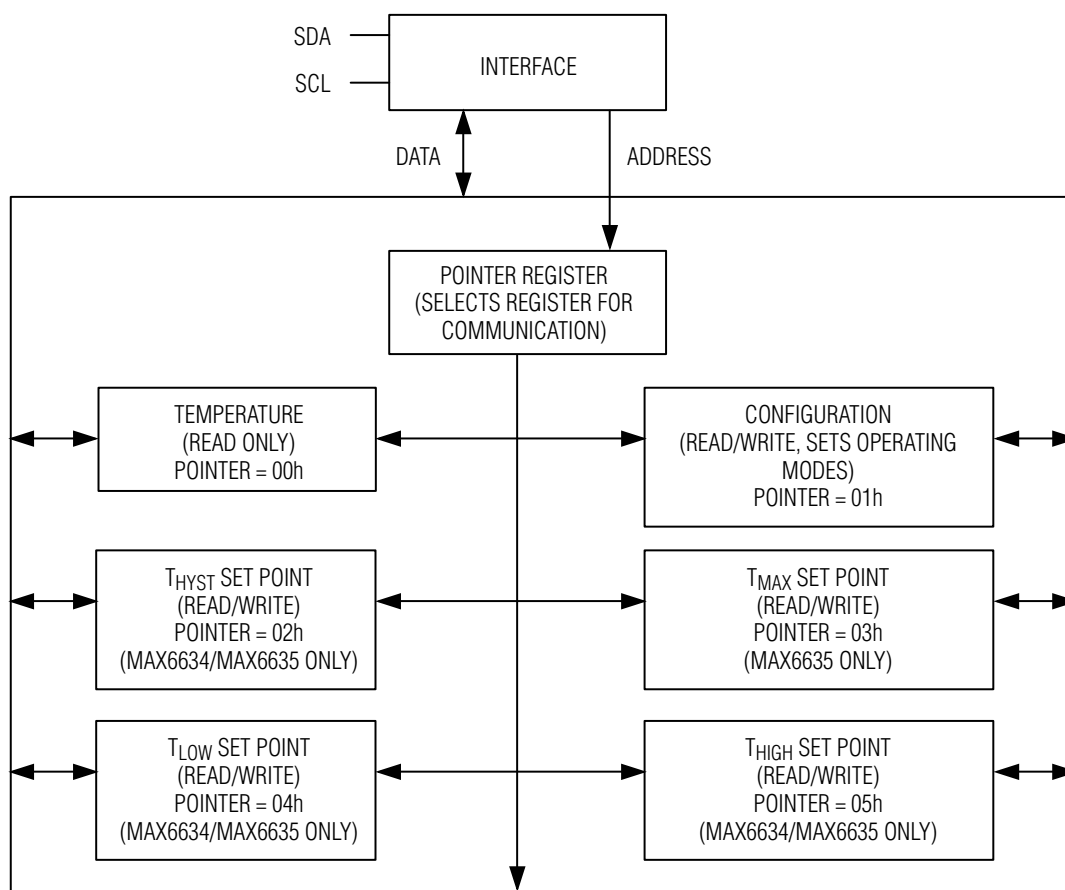 SDA
SCL
INTERFACE
DATA
ADDRESS
POINTER REGISTER
(SELECTS REGISTER FOR
COMMUNICATION)
TEMPERATURE
(READ ONLY)
POINTER = 00h
CONFIGURATION
(READ/WRITE, SETS OPERATING
MODES)
POINTER = 01h
THYST SET POINT
(READ/WRITE)
POINTER = 02h
(MAX6634/MAX6635 ONLY)
TMAX SET POINT
(READ/WRITE)
POINTER = 03h
(MAX6635 ONLY)
TLOW SET POINT
(READ/WRITE)
POINTER = 04h
(MAX6634/MAX6635 ONLY)
THIGH SET POINT
(READ/WRITE)
POINTER = 05h
(MAX6634/MAX6635 ONLY)